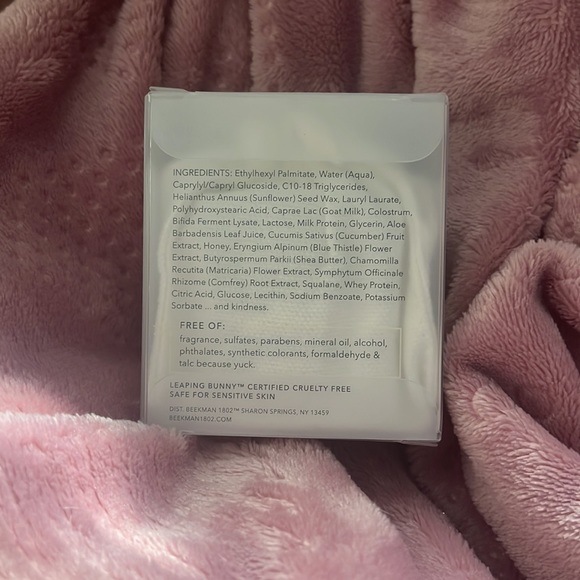 INGREDIENTS: Ethylhexyl Palmitate, Water (Aqua),
Caprylyl/Capryl Glucoside, C10-18 Triglycerides,
Helianthus Annuus (Sunflower) Seed Wax, Lauryl Laurate,
Polyhydroxystearic Acid, Caprae Lac (Goat Milk), Colostrum,
Bifida Ferment Lysate, Lactose, Milk Protein, Glycerin, Aloe
Barbadensis Leaf Juice, Cucumis Sativus (Cucumber) Fruit
Extract, Honey, Eryngium Alpinum (Blue Thistle) Flower
Extract, Butyrospermum Parkii (Shea Butter), Chamomilla
Recutita (Matricaria) Flower Extract, Symphytum Officinale
Rhizome (Comfrey) Root Extract, Squalane, Whey Protein,
Citric Acid, Glucose, Lecithin, Sodium Benzoate, Potassium
Sorbate ... and kindness.
FREE OF:
fragrance, sulfates, parabens, mineral oil, alcohol,
phthalates, synthetic colorants, formaldehyde &
talc because yuck.
LEAPING BUNNY™ CERTIFIED CRUELTY FREE
SAFE FOR SENSITIVE SKIN
DIST. BEEKMAN 1802™ SHARON SPRINGS, NY 13459
BEEKMAN1802.COM